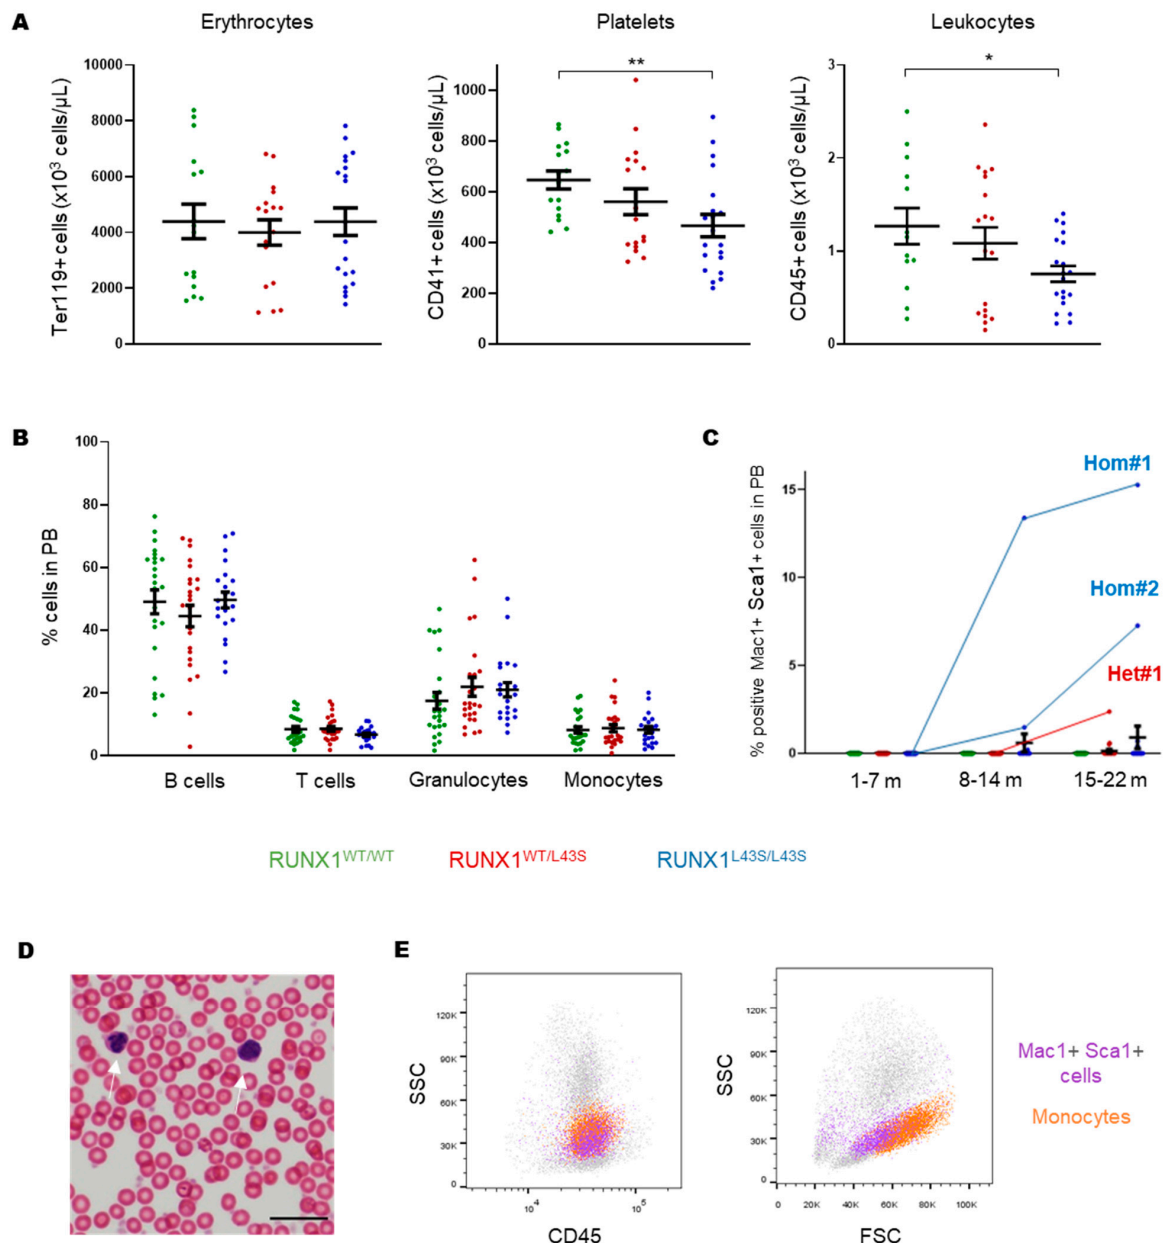 A
Erythrocytes
Platelets
Leukocytes
Ter119+ cells (x10³ cells/µL)
10000
8000
6000
4000
2000
0
CD41+ cells (x10³ cells/µL)
1000
800
600
400
200
0
**
CD45+ cells (x10³ cells/µL)
3
2
1
0
*
B
% cells in PB
100
80
60
40
20
0
B cells
T cells
Granulocytes
Monocytes
C
% positive Mac1+ Sca1+ cells in PB
15
10
5
0
Hom#1
Hom#2
Het#1
1-7 m
8-14 m
15-22 m
RUNX1WT/WT
RUNX1WT/L43S
RUNX1L43S/L43S
D
E
SSC
120K
90K
60K
30K
0
10⁴
10⁵
CD45
SSC
120K
90K
60K
30K
0
0
20K
40K
60K
80K
100K
FSC
Mac1+ Sca1+
cells
Monocytes